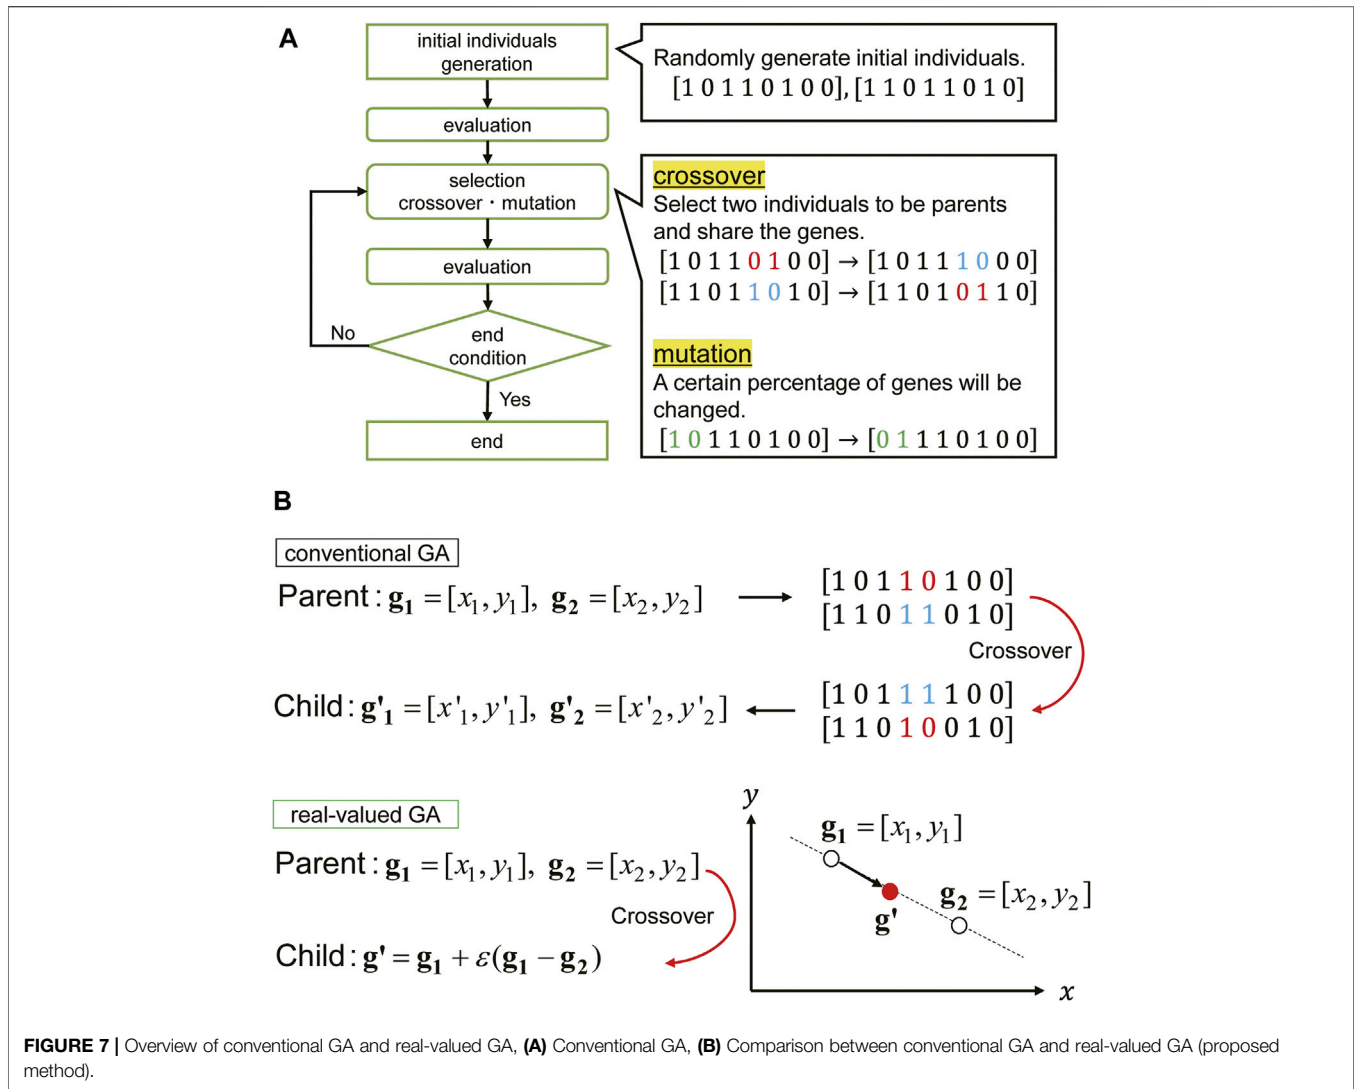 A
initial individuals
generation
evaluation
selection
crossover・mutation
evaluation
No
end
condition
Yes
end
Randomly generate initial individuals.
[1 0 1 1 0 1 0 0], [1 1 0 1 1 0 1 0]
crossover
Select two individuals to be parents
and share the genes.
[1 0 1 1 0 1 0 0] → [1 0 1 1 1 0 0 0]
[1 1 0 1 1 0 1 0] → [1 1 0 1 0 1 1 0]
mutation
A certain percentage of genes will be
changed.
[1 0 1 1 0 1 0 0] → [0 1 1 1 0 1 0 0]
B
conventional GA
Parent : g₁ = [x₁, y₁], g₂ = [x₂, y₂]
[1 0 1 1 0 1 0 0]
[1 1 0 1 1 0 1 0]
Crossover
Child : g'₁ = [x'₁, y'₁], g'₂ = [x'₂, y'₂]
[1 0 1 1 1 1 0 0]
[1 1 0 1 0 0 1 0]
real-valued GA
Parent : g₁ = [x₁, y₁], g₂ = [x₂, y₂]
Crossover
Child : g' = g₁ + ε(g₁ − g₂)
y
g₁ = [x₁, y₁]
g₂ = [x₂, y₂]
g'
x
FIGURE 7 | Overview of conventional GA and real-valued GA, (A) Conventional GA, (B) Comparison between conventional GA and real-valued GA (proposed
method).